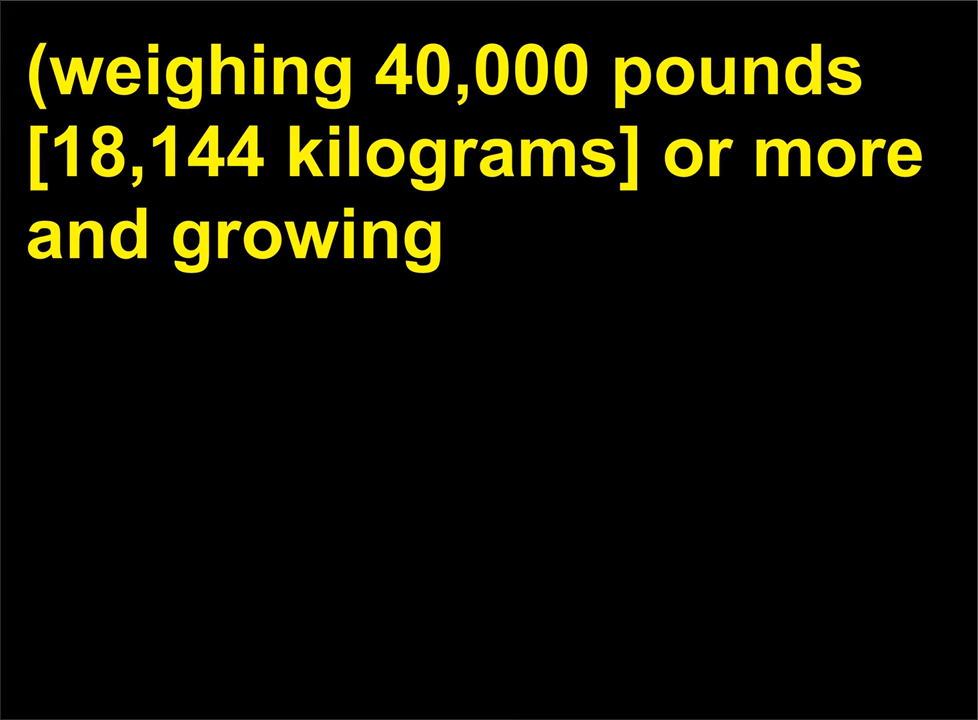 (weighing 40,000 pounds
[18,144 kilograms] or more
and growing